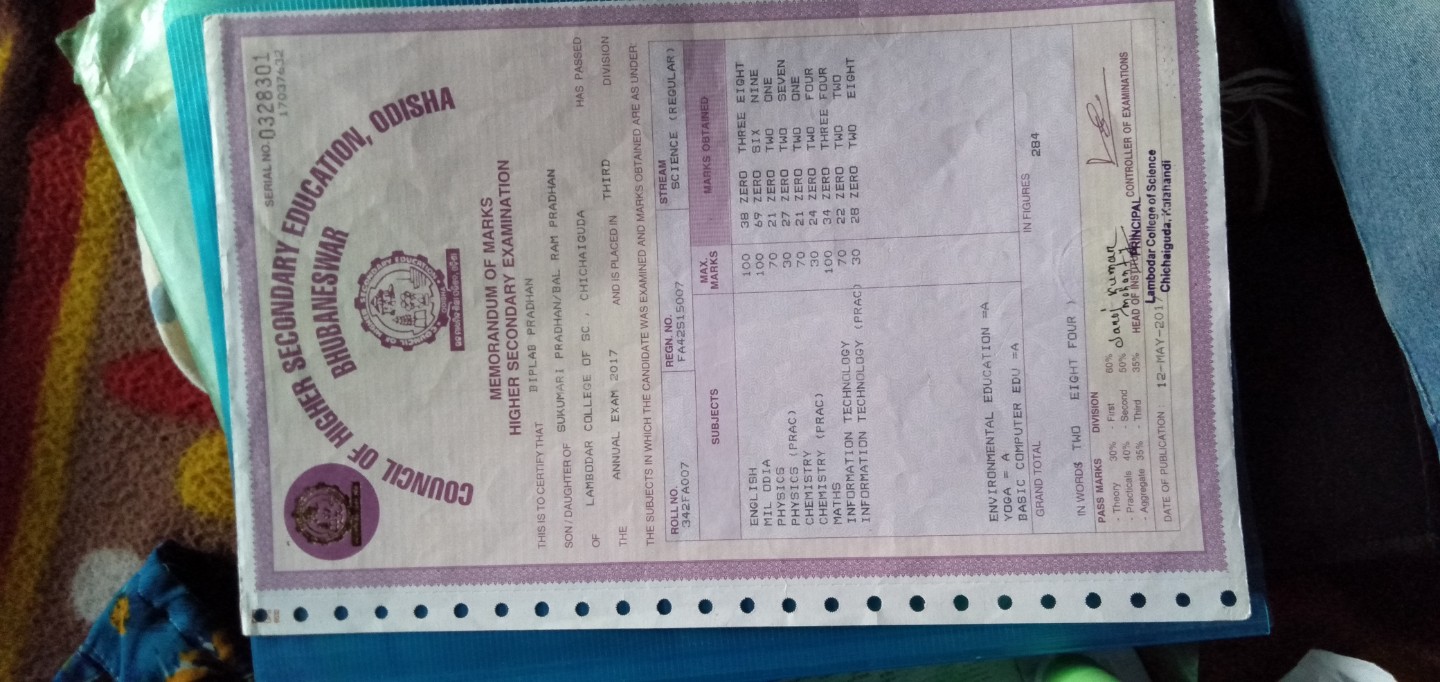 SERIAL NO. 0328301
17037632
COUNCIL OF HIGHER SECONDARY EDUCATION, ODISHA
BHUBANESWAR
MEMORANDUM OF MARKS
HIGHER SECONDARY EXAMINATION
THIS IS TO CERTIFY THAT BIPLAB PRADHAN
SON / DAUGHTER OF SUKUMARI PRADHAN/BAL RAM PRADHAN
OF LAMBODAR COLLEGE OF SC , CHICHAIGUDA HAS PASSED
THE ANNUAL EXAM 2017 AND IS PLACED IN THIRD DIVISION
THE SUBJECTS IN WHICH THE CANDIDATE WAS EXAMINED AND MARKS OBTAINED ARE AS UNDER:
ROLL NO. REGN. NO. STREAM
342FA007 FA42S15007 SCIENCE (REGULAR)
SUBJECTS MAX. MARKS MARKS OBTAINED
ENGLISH 100 38 ZERO THREE EIGHT
MIL ODIA 100 69 ZERO SIX NINE
PHYSICS 70 21 ZERO TWO ONE
PHYSICS (PRAC) 30 27 ZERO TWO SEVEN
CHEMISTRY 70 21 ZERO TWO ONE
CHEMISTRY (PRAC) 30 24 ZERO TWO FOUR
MATHS 100 34 ZERO THREE FOUR
INFORMATION TECHNOLOGY 70 22 ZERO TWO TWO
INFORMATION TECHNOLOGY (PRAC) 30 28 ZERO TWO EIGHT
ENVIRONMENTAL EDUCATION =A
YOGA = A
BASIC COMPUTER EDU =A
GRAND TOTAL IN FIGURES 284
IN WORDS TWO EIGHT FOUR )
PASS MARKS DIVISION
- Theory 30% - First 60%
- Practicals 40% - Second 50%
- Aggregate 35% - Third 35%
Kumar
Mohanty
HEAD OF CONTROLLER OF EXAMINATIONS
PRINCIPAL
Lambodar College of Science
Chichaiguda, Kalahandi
DATE OF PUBLICATION : 12-MAY-2017